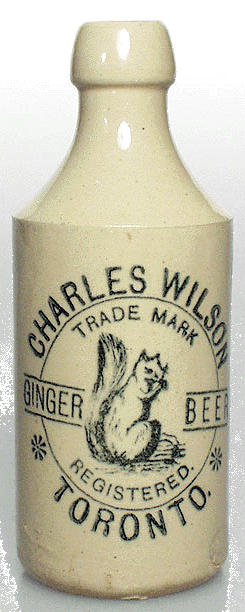 CHARLES WILSON
TRADE MARK
GINGER BEER
REGISTERED.
TORONTO.